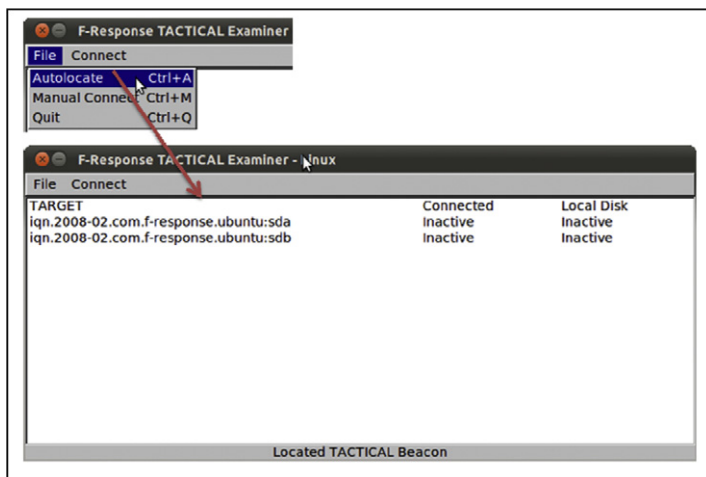 F-Response TACTICAL Examiner
File Connect
Autolocate Ctrl+A
Manual Connect Ctrl+M
Quit Ctrl+Q
F-Response TACTICAL Examiner - Linux
File Connect
TARGET Connected Local Disk
iqn.2008-02.com.f-response.ubuntu:sda Inactive Inactive
iqn.2008-02.com.f-response.ubuntu:sdb Inactive Inactive
Located TACTICAL Beacon